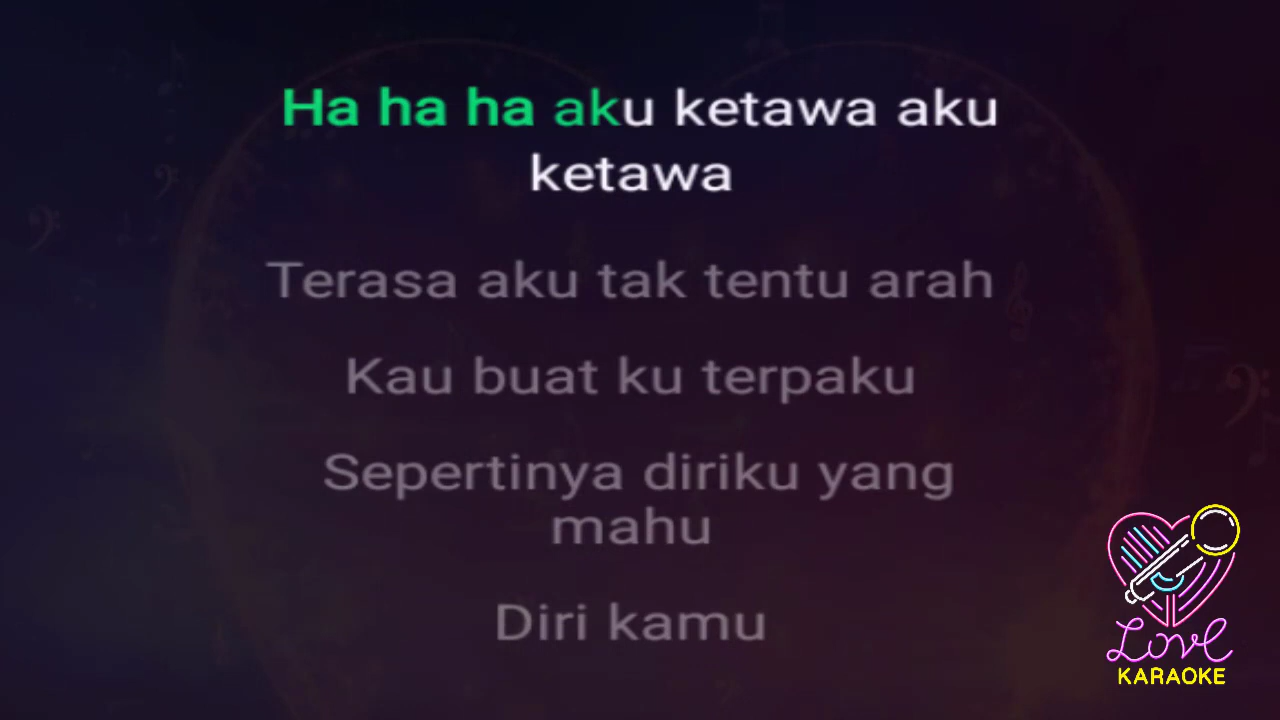 Ha ha ha aku ketawa aku
ketawa
Terasa aku tak tentu arah
Kau buat ku terpaku
Sepertinya diriku yang
mahu
Diri kamu
Love
KARAOKE